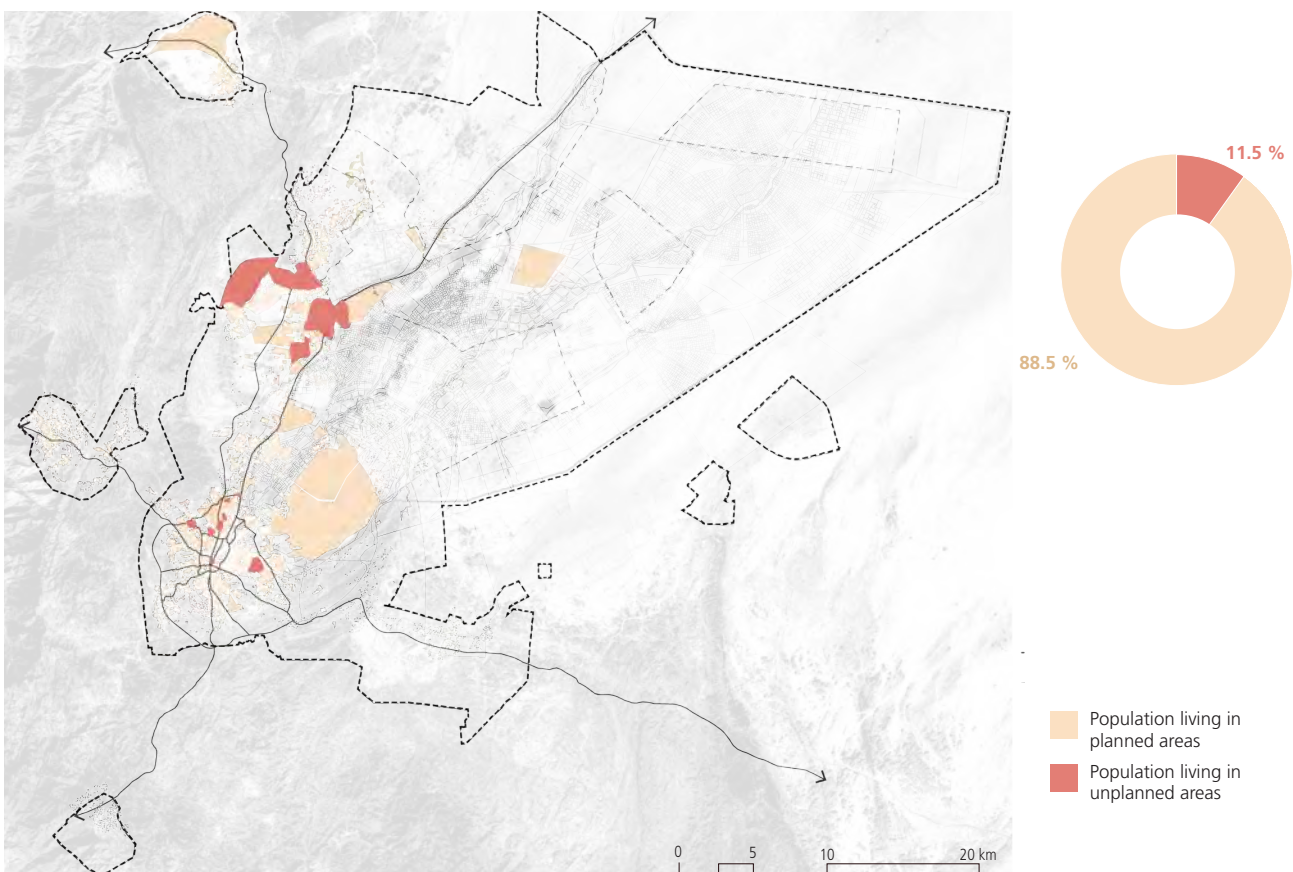 11.5 %
88.5 %
Population living in
planned areas
Population living in
unplanned areas
0 5 10 20 km